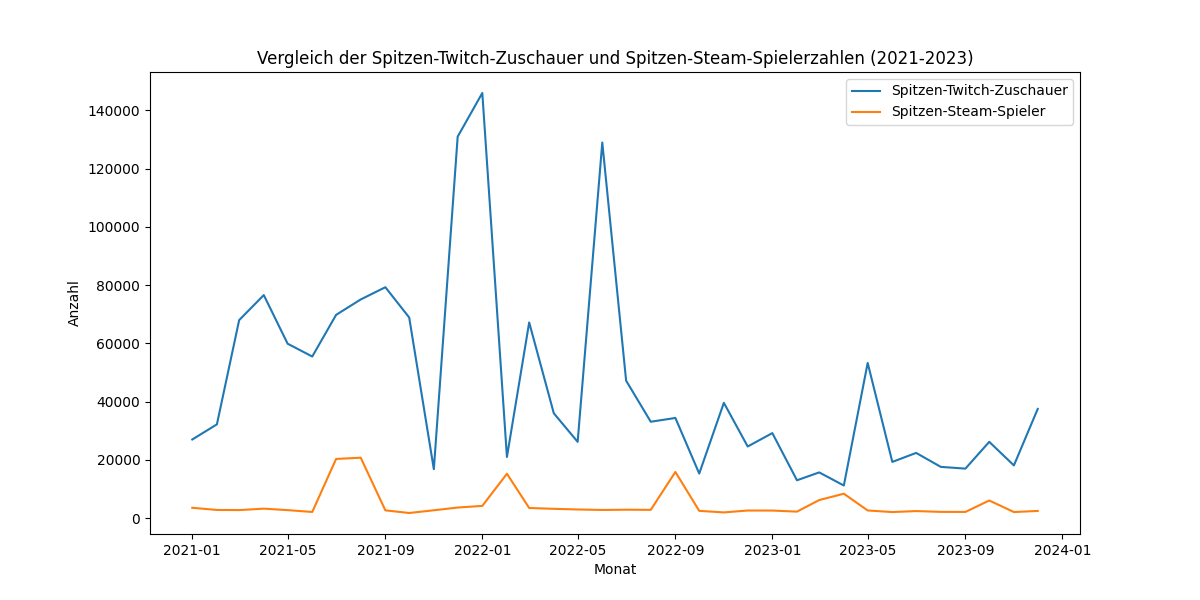 Vergleich der Spitzen-Twitch-Zuschauer und Spitzen-Steam-Spielerzahlen (2021-2023)
Spitzen-Twitch-Zuschauer
Spitzen-Steam-Spieler
Anzahl
140000
120000
100000
80000
60000
40000
20000
0
2021-01 2021-05 2021-09 2022-01 2022-05 2022-09 2023-01 2023-05 2023-09 2024-01
Monat